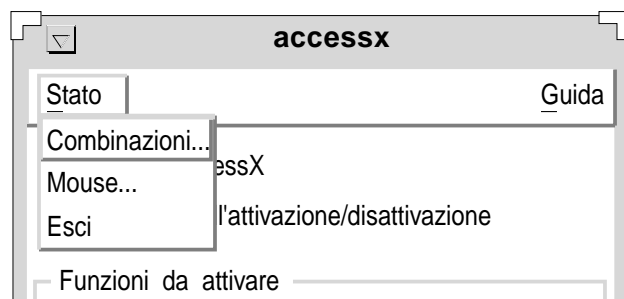 accessx
Stato Guida
Combinazioni...
essX
Mouse...
l'attivazione/disattivazione
Esci
Funzioni da attivare